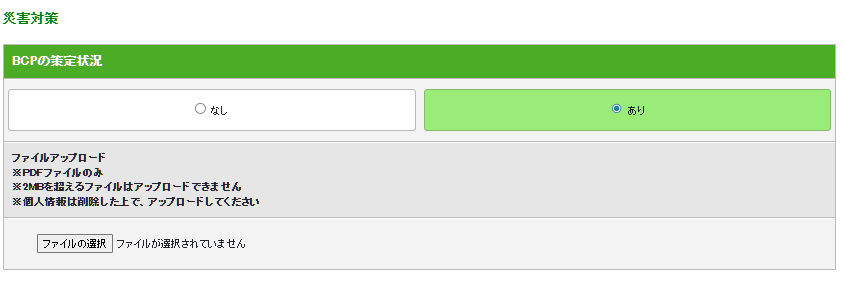 災害対策
BCPの策定状況
なし
あり
ファイルアップロード
※PDFファイルのみ
※2MBを超えるファイルはアップロードできません
※個人情報は削除した上で、アップロードしてください
ファイルの選択 ファイルが選択されていません